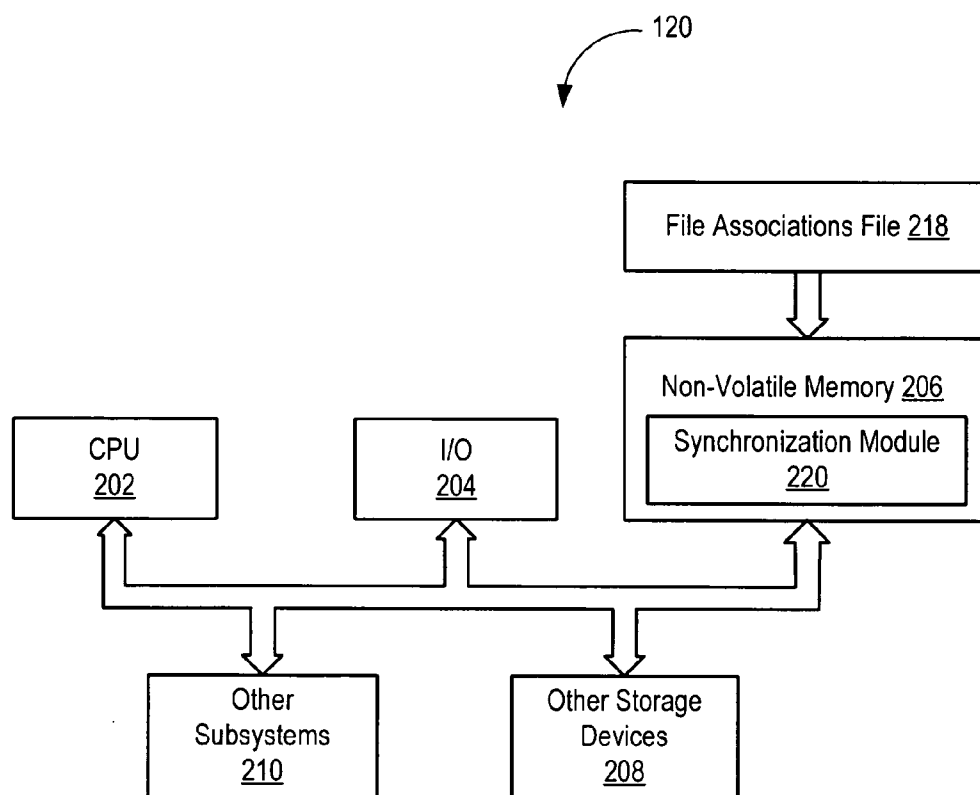 120
File Associations File 218
Non-Volatile Memory 206
Synchronization Module
220
CPU
202
I/O
204
Other
Subsystems
210
Other Storage
Devices
208